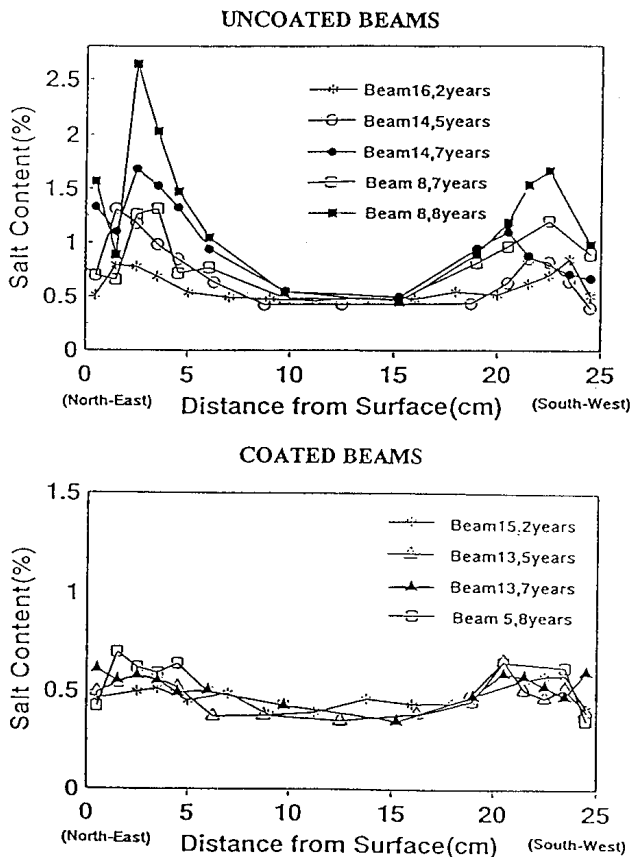 UNCOATED BEAMS
Salt Content(%)
2.5
2
1.5
1
0.5
0
Beam16,2years
Beam14,5years
Beam14,7years
Beam 8,7years
Beam 8,8years
0 5 10 15 20 25
(North-East) Distance from Surface(cm) (South-West)
COATED BEAMS
Salt Content(%)
1.5
1
0.5
0
Beam15,2years
Beam13,5years
Beam13,7years
Beam 5,8years
0 5 10 15 20 25
(North-East) Distance from Surface(cm) (South-West)